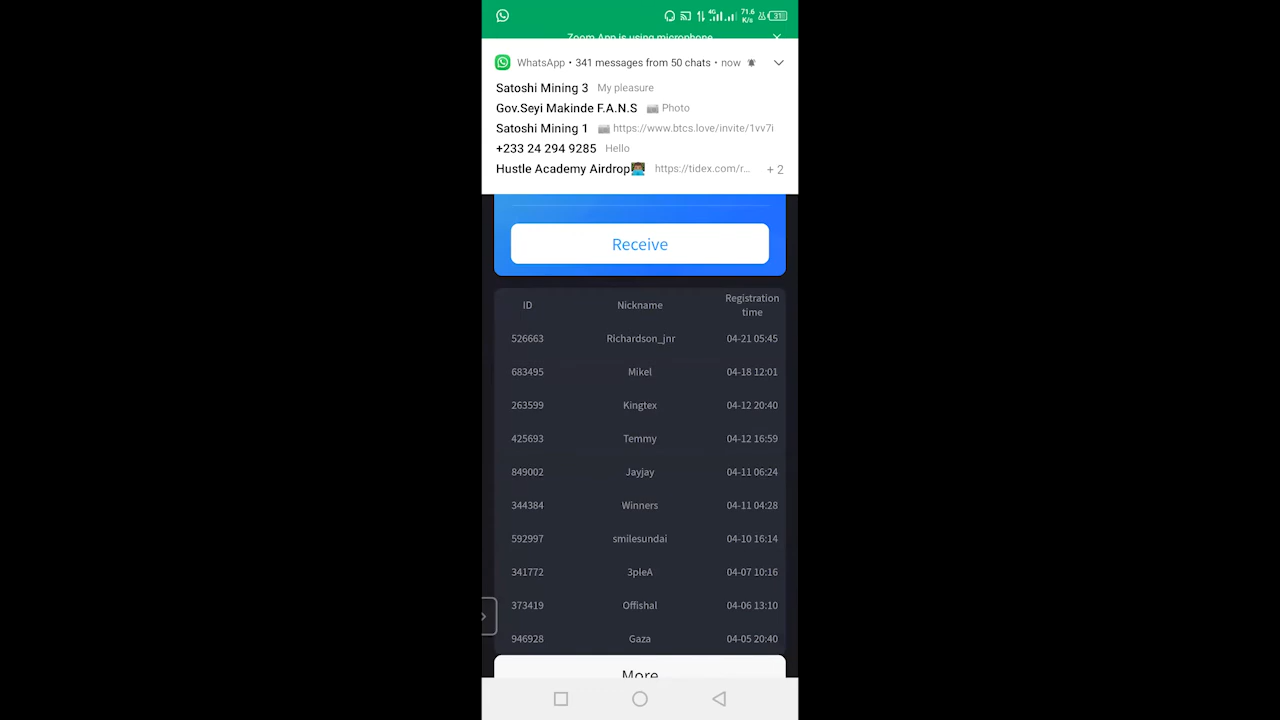 4G 71.6 K/s 31
Zoom App is using microphone
WhatsApp • 341 messages from 50 chats • now
Satoshi Mining 3 My pleasure
Gov.Seyi Makinde F.A.N.S Photo
Satoshi Mining 1 https://www.btcs.love/invite/1vv7i
+233 24 294 9285 Hello
Hustle Academy Airdrop https://tidex.com/r... + 2
Receive
ID Nickname Registration time
526663 Richardson_jnr 04-21 05:45
683495 Mikel 04-18 12:01
263599 Kingtex 04-12 20:40
425693 Temmy 04-12 16:59
849002 Jayjay 04-11 06:24
344384 Winners 04-11 04:28
592997 smilesundai 04-10 16:14
341772 3pleA 04-07 10:16
373419 Offishal 04-06 13:10
946928 Gaza 04-05 20:40
More